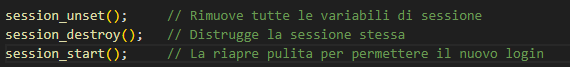 session_unset();     // Rimuove tutte le variabili di sessione
session_destroy();   // Distrugge la sessione stessa
session_start();     // La riapre pulita per permettere il nuovo login